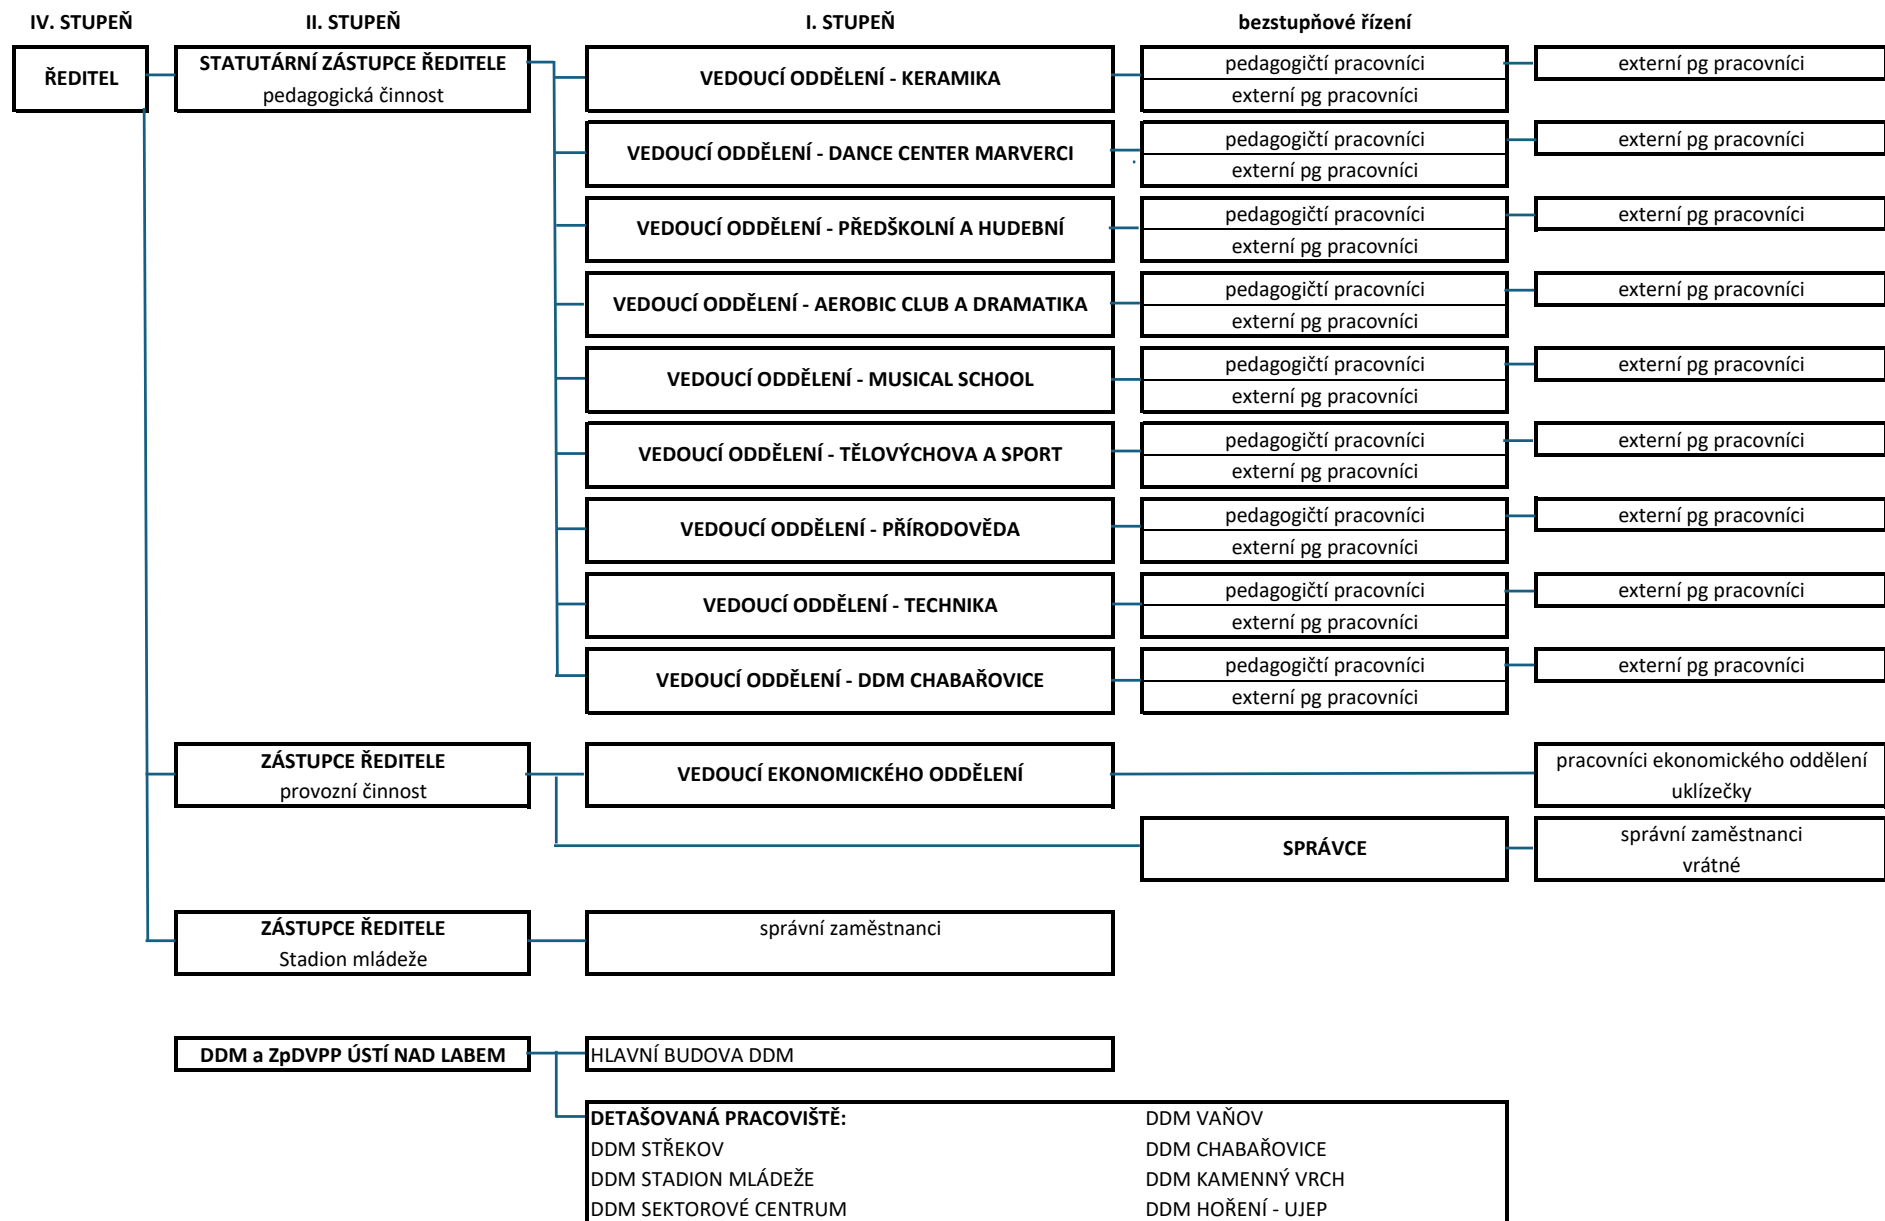 IV. STUPEŇ II. STUPEŇ I. STUPEŇ bezstupňové řízení
ŘEDITEL
STATUTÁRNÍ ZÁSTUPCE ŘEDITELE
pedagogická činnost
VEDOUCÍ ODDĚLENÍ - KERAMIKA
pedagogičtí pracovníci
externí pg pracovníci
externí pg pracovníci
VEDOUCÍ ODDĚLENÍ - DANCE CENTER MARVERCI
pedagogičtí pracovníci
externí pg pracovníci
externí pg pracovníci
VEDOUCÍ ODDĚLENÍ - PŘEDŠKOLNÍ A HUDEBNÍ
pedagogičtí pracovníci
externí pg pracovníci
externí pg pracovníci
VEDOUCÍ ODDĚLENÍ - AEROBIC CLUB A DRAMATIKA
pedagogičtí pracovníci
externí pg pracovníci
externí pg pracovníci
VEDOUCÍ ODDĚLENÍ - MUSICAL SCHOOL
pedagogičtí pracovníci
externí pg pracovníci
externí pg pracovníci
VEDOUCÍ ODDĚLENÍ - TĚLOVÝCHOVA A SPORT
pedagogičtí pracovníci
externí pg pracovníci
externí pg pracovníci
VEDOUCÍ ODDĚLENÍ - PŘÍRODOVĚDA
pedagogičtí pracovníci
externí pg pracovníci
externí pg pracovníci
VEDOUCÍ ODDĚLENÍ - TECHNIKA
pedagogičtí pracovníci
externí pg pracovníci
externí pg pracovníci
VEDOUCÍ ODDĚLENÍ - DDM CHABAŘOVICE
pedagogičtí pracovníci
externí pg pracovníci
externí pg pracovníci
ZÁSTUPCE ŘEDITELE
provozní činnost
VEDOUCÍ EKONOMICKÉHO ODDĚLENÍ
pracovníci ekonomického oddělení
uklízečky
SPRÁVCE
správní zaměstnanci
vrátné
ZÁSTUPCE ŘEDITELE
Stadion mládeže
správní zaměstnanci
DDM a ZpDVPP ÚSTÍ NAD LABEM
HLAVNÍ BUDOVA DDM
DETAŠOVANÁ PRACOVIŠTĚ: DDM VAŇOV
DDM STŘEKOV DDM CHABAŘOVICE
DDM STADION MLÁDEŽE DDM KAMENNÝ VRCH
DDM SEKTOROVÉ CENTRUM DDM HOŘENÍ - UJEP